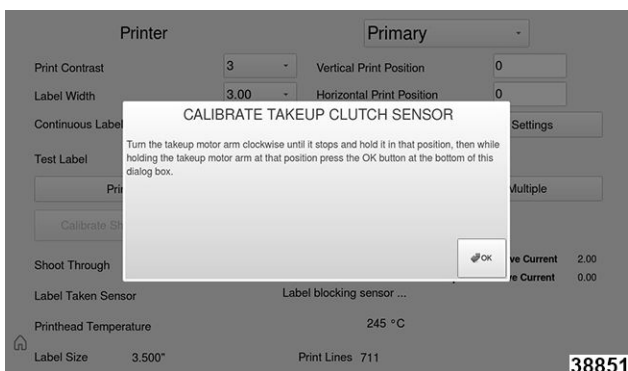 Printer
Primary
Print Contrast 3 Vertical Print Position 0
Label Width 3.00 Horizontal Print Position 0
Continuous Label Settings
CALIBRATE TAKEUP CLUTCH SENSOR
Turn the takeup motor arm clockwise until it stops and hold it in that position, then while
holding the takeup motor arm at that position press the OK button at the bottom of this
dialog box.
OK
Test Label
Multiple
Calibrate
Shoot Through Current 2.00
Current 0.00
Label Taken Sensor Label blocking sensor ...
Printhead Temperature 245 °C
Label Size 3.500" Print Lines 711
38851